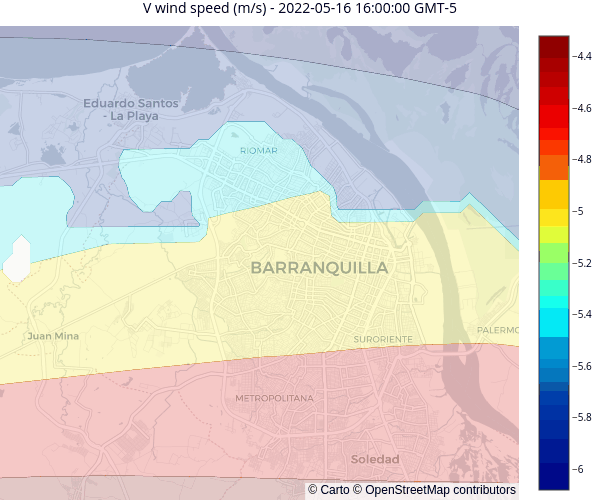 V wind speed (m/s) - 2022-05-16 16:00:00 GMT-5
−4.4
−4.6
−4.8
−5
−5.2
−5.4
−5.6
−5.8
−6
Eduardo Santos
- La Playa
RIOMAR
BARRANQUILLA
Juan Mina
SURORIENTE
PALERMO
METROPOLITANA
Soledad
© Carto © OpenStreetMap contributors